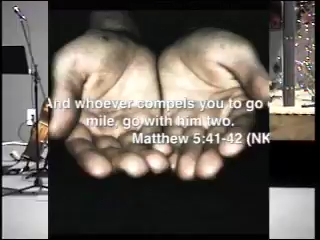 And whoever compels you to go
mile, go with him two.
Matthew 5:41-42 (NK